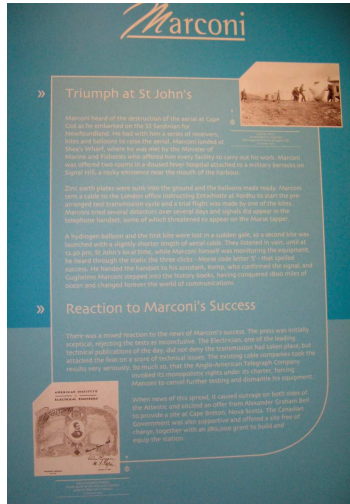 Marconi
» Triumph at St John's
Marconi heard of the destruction of the aerial at Cape
Cod as he embarked on the SS Sardinian for
Newfoundland. He had with him a series of receivers,
kites and balloons to raise the aerial. Marconi landed at
Shea's Wharf, where he was met by the Minister of
Marine and Fisheries who offered him every facility to carry out his work. Marconi
was offered two rooms in a disused fever hospital attached to a military barracks on
Signal Hill, a rocky eminence near the mouth of the harbour.
Zinc earth plates were sunk into the ground and the balloons made ready. Marconi
sent a cable to the London office instructing Entwhistle at Poldhu to start the pre-
arranged test transmission cycle and a trial flight was made by one of the kites.
Marconi tried several detectors over several days and signals did appear in the
telephone handset, some of which threatened to appear on the Morse tapper.
A hydrogen balloon and the first kite were lost in a sudden gale, so a second kite was
launched with a slightly shorter length of aerial cable. They listened in vain, until at
12.30 pm, St John's local time, while Marconi himself was monitoring the equipment,
he heard through the static the three clicks - Morse code letter 'S' - that spelled
success. He handed the handset to his assistant, Kemp, who confirmed the signal, and
Guglielmo Marconi stepped into the history books, having conquered 1800 miles of
ocean and changed forever the world of communications.
» Reaction to Marconi's Success
There was a mixed reaction to the news of Marconi's success. The press was initially
sceptical, rejecting the tests as inconclusive. The Electrician, one of the leading
technical publications of the day, did not deny the transmission had taken place, but
attacked the feat on a score of technical issues. The existing cable companies took the
results very seriously. So much so, that the Anglo-American Telegraph Company
invoked its monopolistic rights under its charter, forcing
Marconi to cancel further testing and dismantle his equipment.
When news of this spread, it caused outrage on both sides of
the Atlantic and elicited an offer from Alexander Graham Bell
to provide a site at Cape Breton, Nova Scotia. The Canadian
Government was also supportive and offered a site free of
charge, together with an £80,000 grant to build and
equip the station.
AMERICAN INSTITUTE
ELECTRICAL ENGINEERS